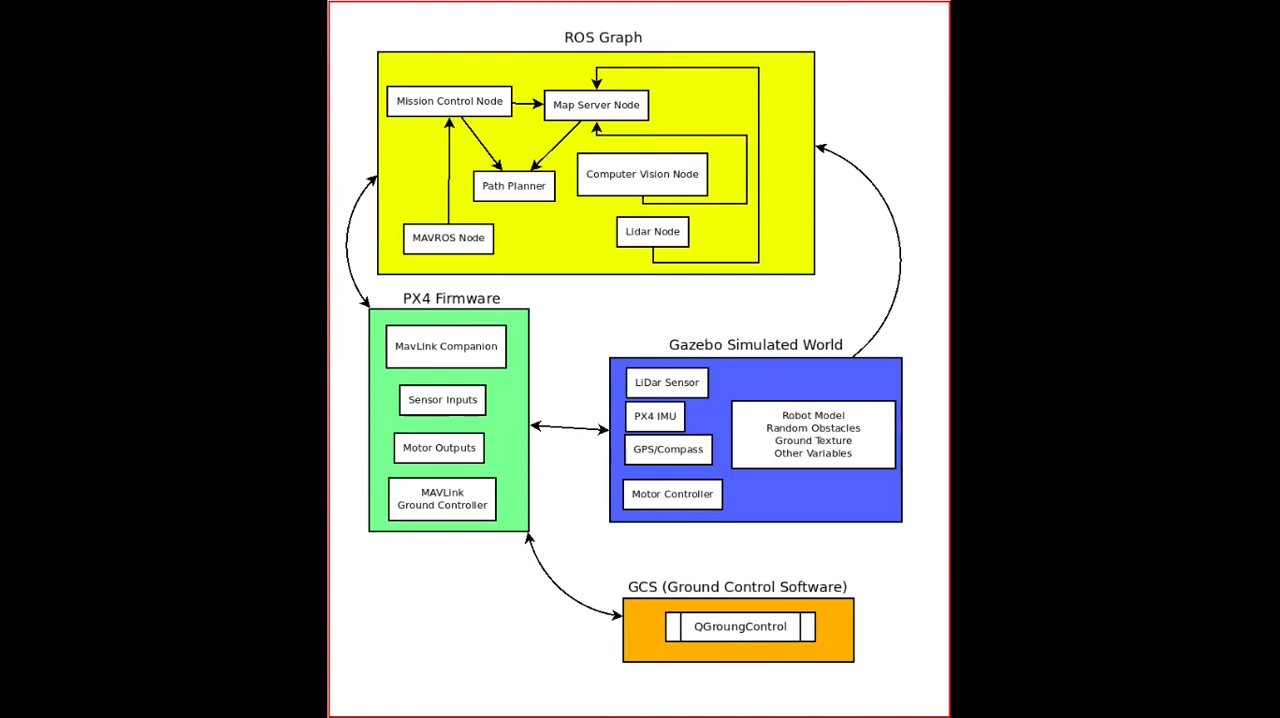 ROS Graph
Mission Control Node
Map Server Node
Computer Vision Node
Path Planner
Lidar Node
MAVROS Node
PX4 Firmware
MavLink Companion
Sensor Inputs
Motor Outputs
MAVLink
Ground Controller
Gazebo Simulated World
LiDar Sensor
PX4 IMU
GPS/Compass
Motor Controller
Robot Model
Random Obstacles
Ground Texture
Other Variables
GCS (Ground Control Software)
QGroungControl